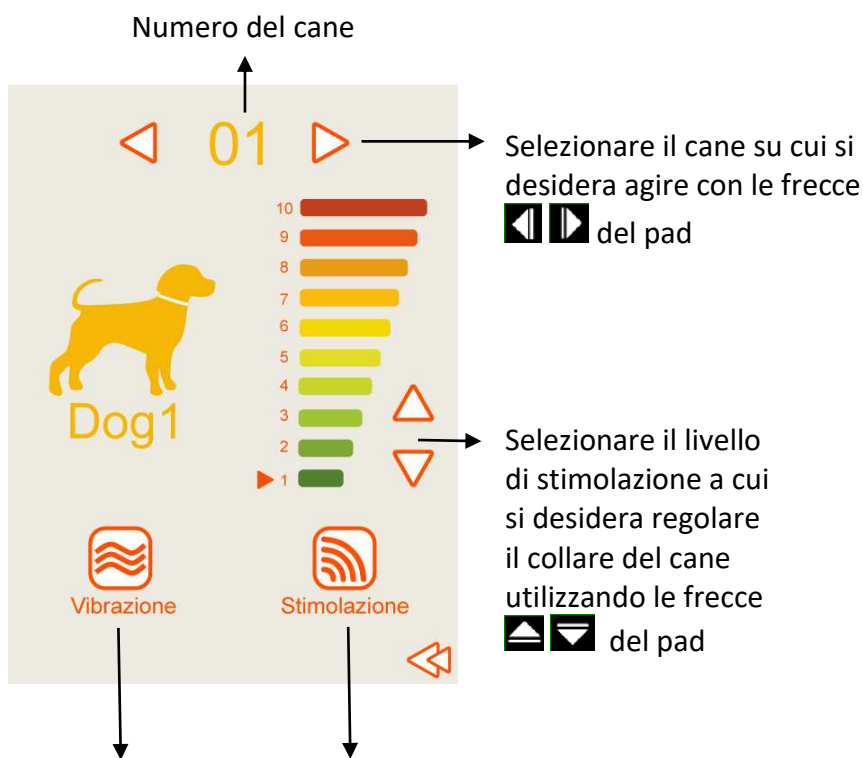 Numero del cane
01
Selezionare il cane su cui si
desidera agire con le frecce
del pad
10
9
8
7
6
5
4
3
2
1
Dog1
Selezionare il livello
di stimolazione a cui
si desidera regolare
il collare del cane
utilizzando le frecce
del pad
Vibrazione
Stimolazione